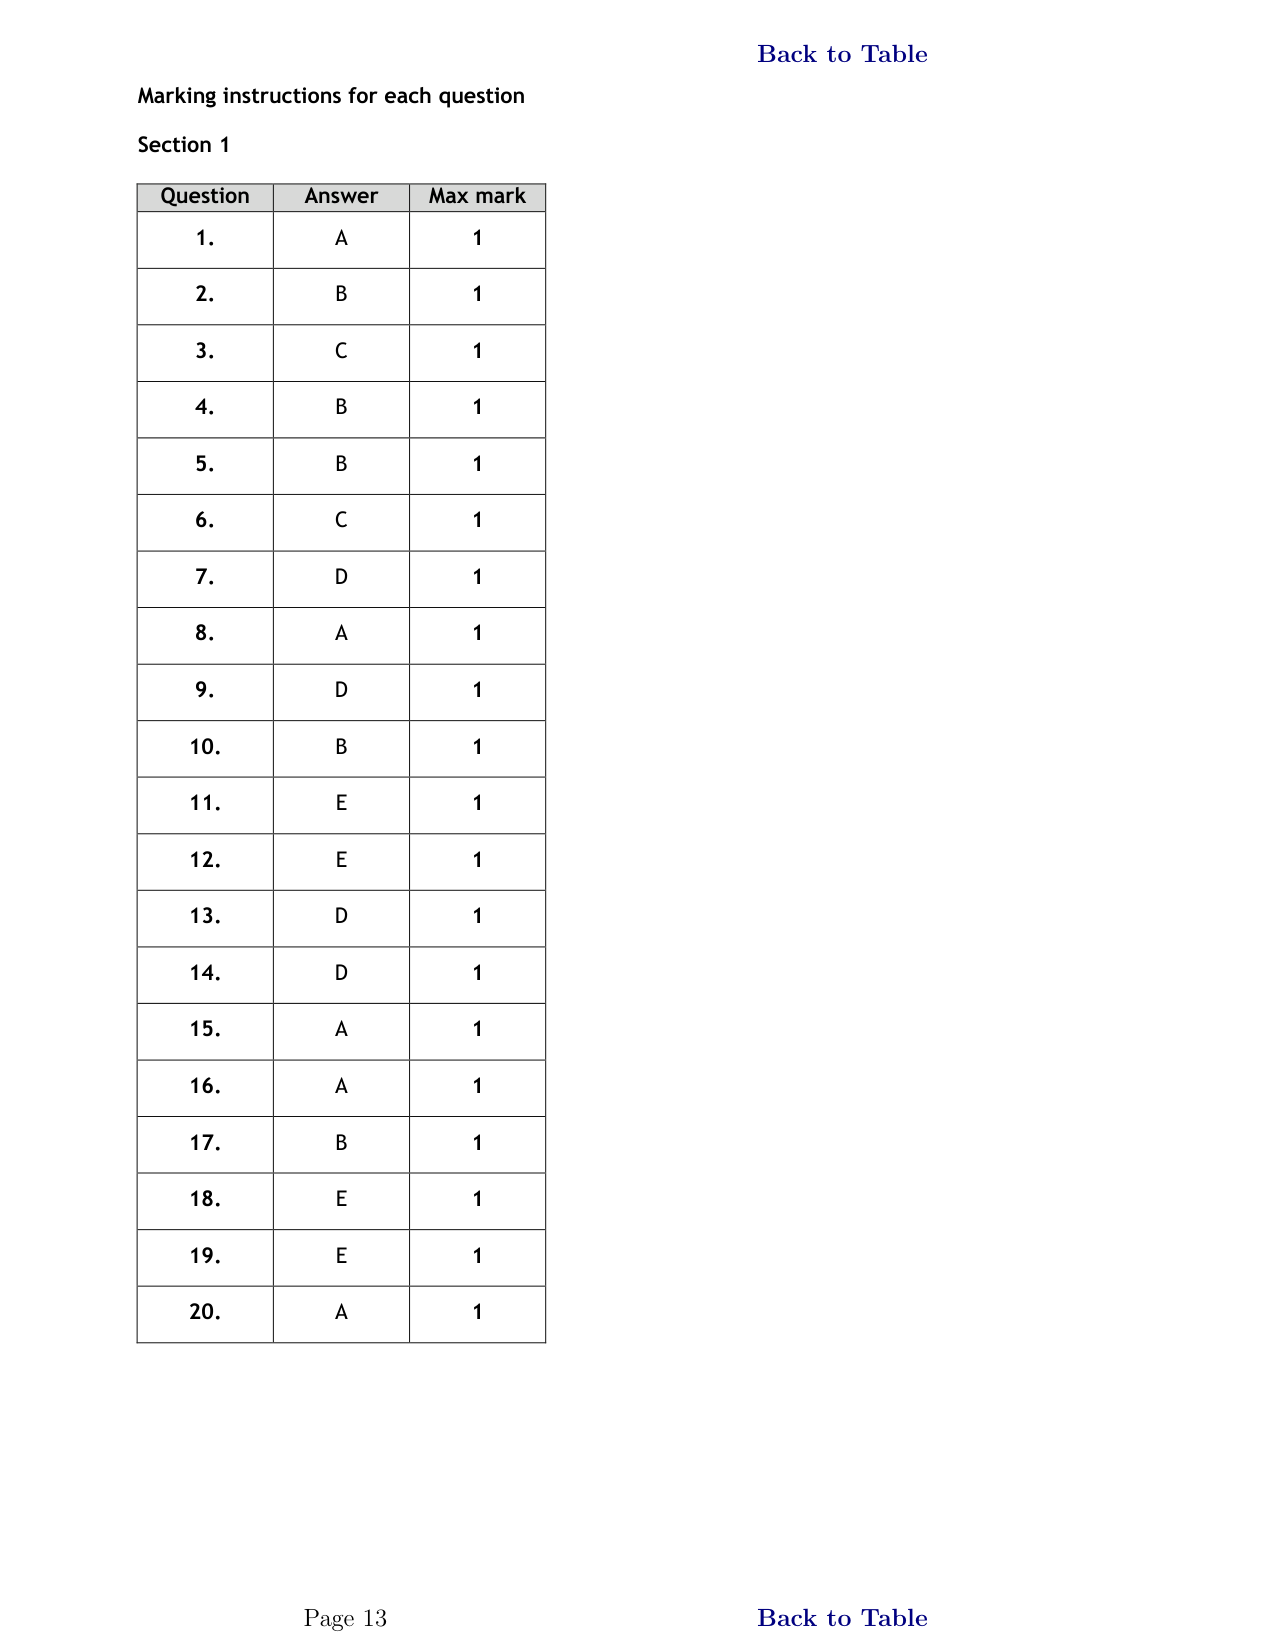 Back to Table
Marking instructions for each question
Section 1
Question Answer Max mark
1. A 1
2. B 1
3. C 1
4. B 1
5. B 1
6. C 1
7. D 1
8. A 1
9. D 1
10. B 1
11. E 1
12. E 1
13. D 1
14. D 1
15. A 1
16. A 1
17. B 1
18. E 1
19. E 1
20. A 1
Page 13 Back to Table